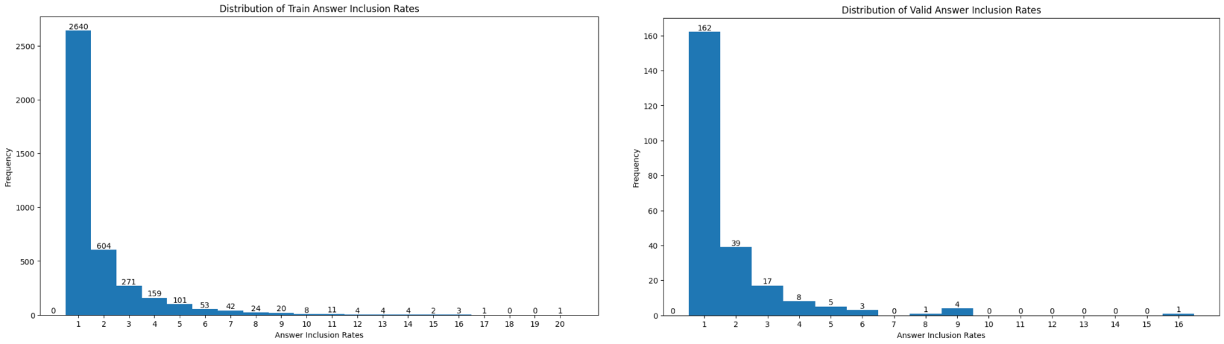 Distribution of Train Answer Inclusion Rates
2640
2500
2000
1500
1000
500
0
Frequency
0 604 271 159 101 53 42 24 20 8 11 4 4 4 2 3 1 0 0 1
1 2 3 4 5 6 7 8 9 10 11 12 13 14 15 16 17 18 19 20
Answer Inclusion Rates
Distribution of Valid Answer Inclusion Rates
162
160
140
120
100
80
60
40
20
0
Frequency
0 39 17 8 5 3 0 1 4 0 0 0 0 0 0 1
1 2 3 4 5 6 7 8 9 10 11 12 13 14 15 16
Answer Inclusion Rates